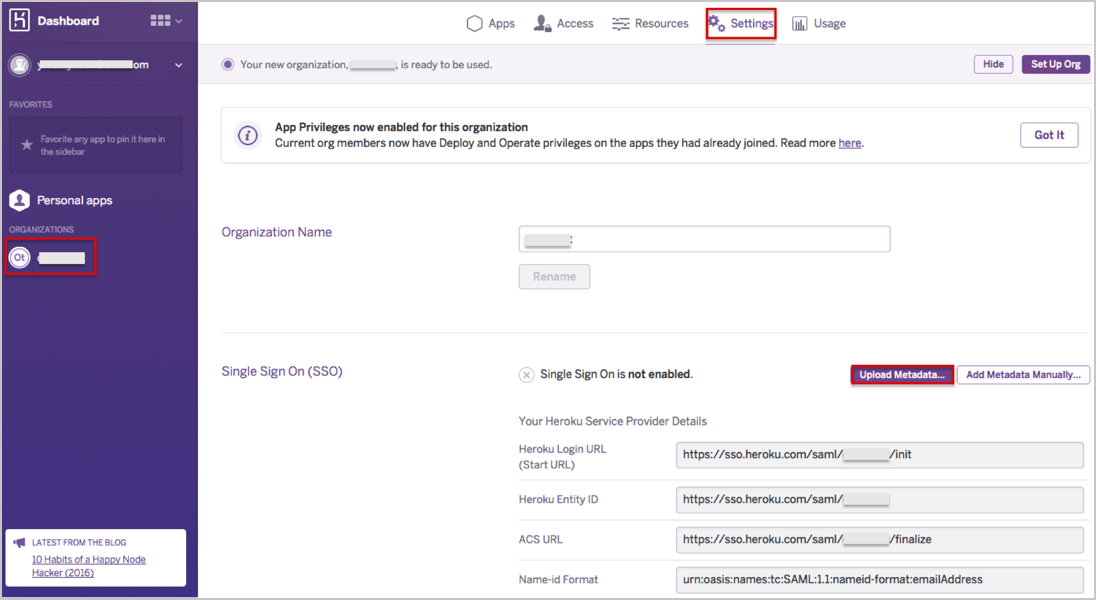 Dashboard
Apps
Access
Resources
Settings
Usage
om
Your new organization, , is ready to be used.
Hide
Set Up Org
FAVORITES
Favorite any app to pin it here in
the sidebar
App Privileges now enabled for this organization
Current org members now have Deploy and Operate privileges on the apps they had already joined. Read more here.
Got It
Personal apps
ORGANIZATIONS
Ot
Organization Name
Rename
Single Sign On (SSO)
Single Sign On is not enabled.
Upload Metadata...
Add Metadata Manually...
Your Heroku Service Provider Details
Heroku Login URL
(Start URL)
https://sso.heroku.com/saml/ /init
Heroku Entity ID
https://sso.heroku.com/saml/
ACS URL
https://sso.heroku.com/saml/ /finalize
Name-id Format
urn:oasis:names:tc:SAML:1.1:nameid-format:emailAddress
LATEST FROM THE BLOG
10 Habits of a Happy Node
Hacker (2016)